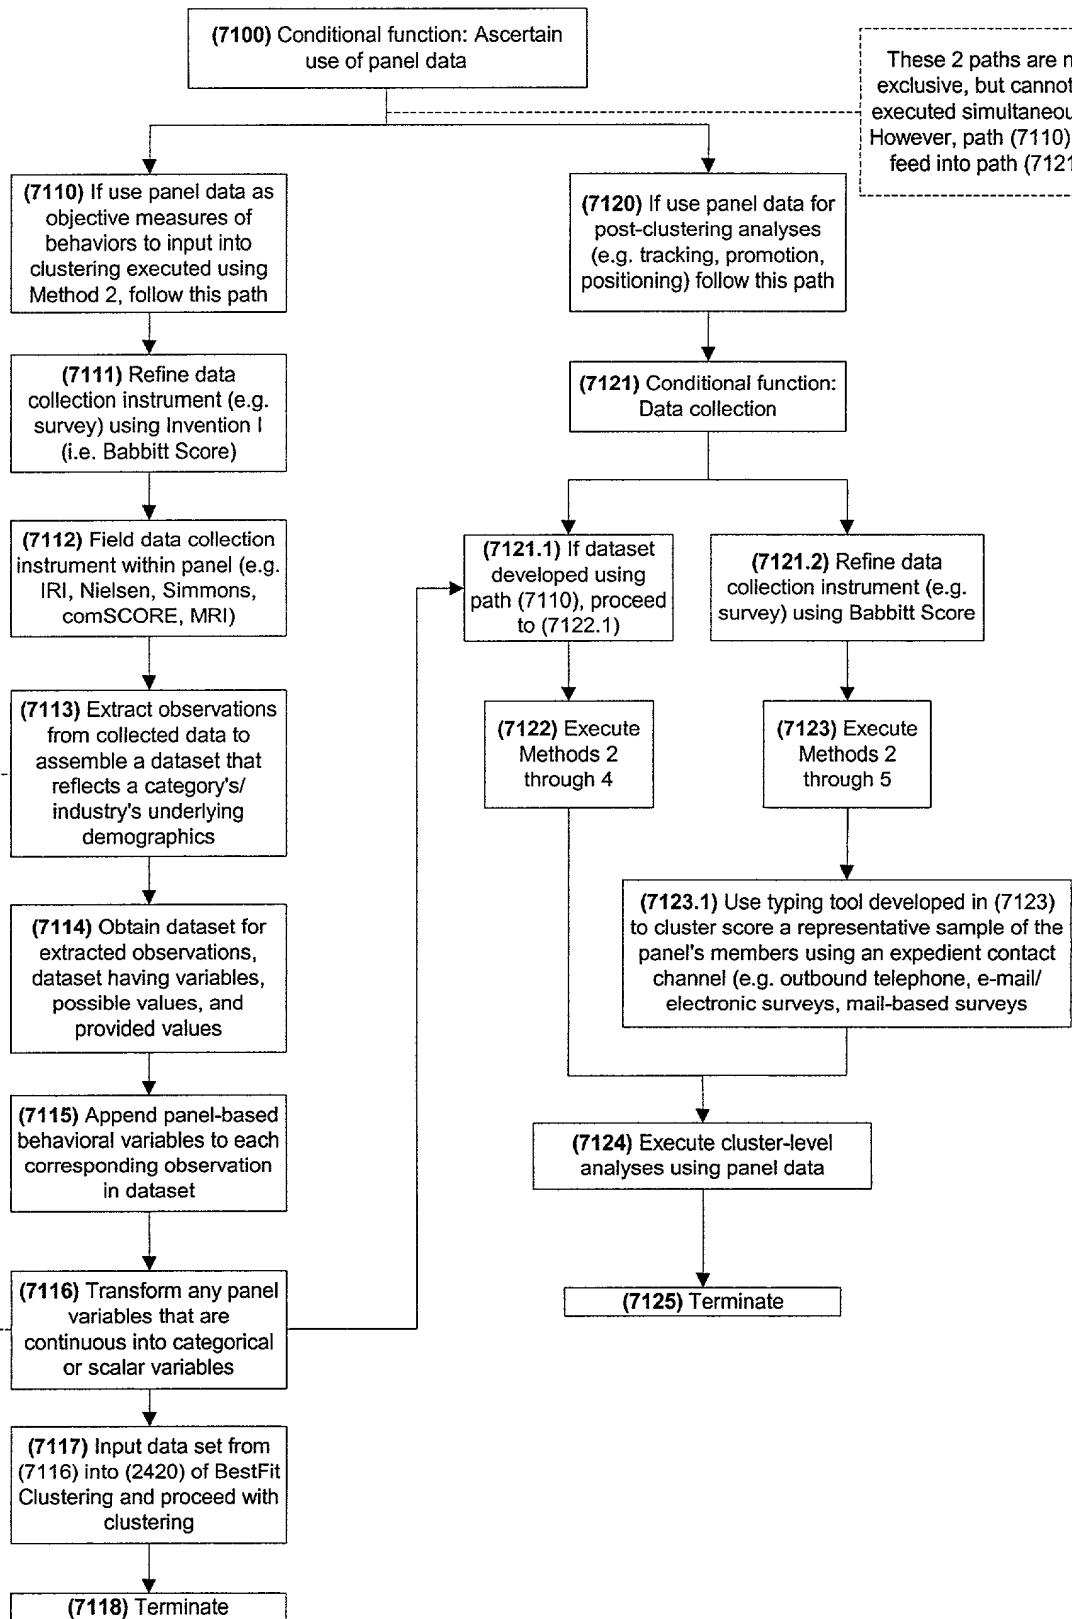 (7100) Conditional function: Ascertain
use of panel data
These 2 paths are
exclusive, but cannot
executed
However, path (7110)
feed into path
(7110) If use panel data as
objective measures of
behaviors to input into
clustering executed using
Method 2, follow this path
(7111) Refine data
collection instrument (e.g.
survey) using Invention I
(i.e. Babbitt Score)
(7112) Field data collection
instrument within panel (e.g.
IRI, Nielsen, Simmons,
comSCORE, MRI)
(7113) Extract observations
from collected data to
assemble a dataset that
reflects a category's/
industry's underlying
demographics
(7114) Obtain dataset for
extracted observations,
dataset having variables,
possible values, and
provided values
(7115) Append panel-based
behavioral variables to each
corresponding observation
in dataset
(7116) Transform any panel
variables that are
continuous into categorical
or scalar variables
(7117) Input data set from
(7116) into (2420) of BestFit
Clustering and proceed with
clustering
(7118) Terminate
(7120) If use panel data for
post-clustering analyses
(e.g. tracking, promotion,
positioning) follow this path
(7121) Conditional function:
Data collection
(7121.1) If dataset
developed using
path (7110), proceed
to (7122.1)
(7121.2) Refine data
collection instrument (e.g.
survey) using Babbitt Score
(7122) Execute
Methods 2
through 4
(7123) Execute
Methods 2
through 5
(7123.1) Use typing tool developed in (7123)
to cluster score a representative sample of the
panel's members using an expedient contact
channel (e.g. outbound telephone, e-mail/
electronic surveys, mail-based surveys
(7124) Execute cluster-level
analyses using panel data
(7125) Terminate